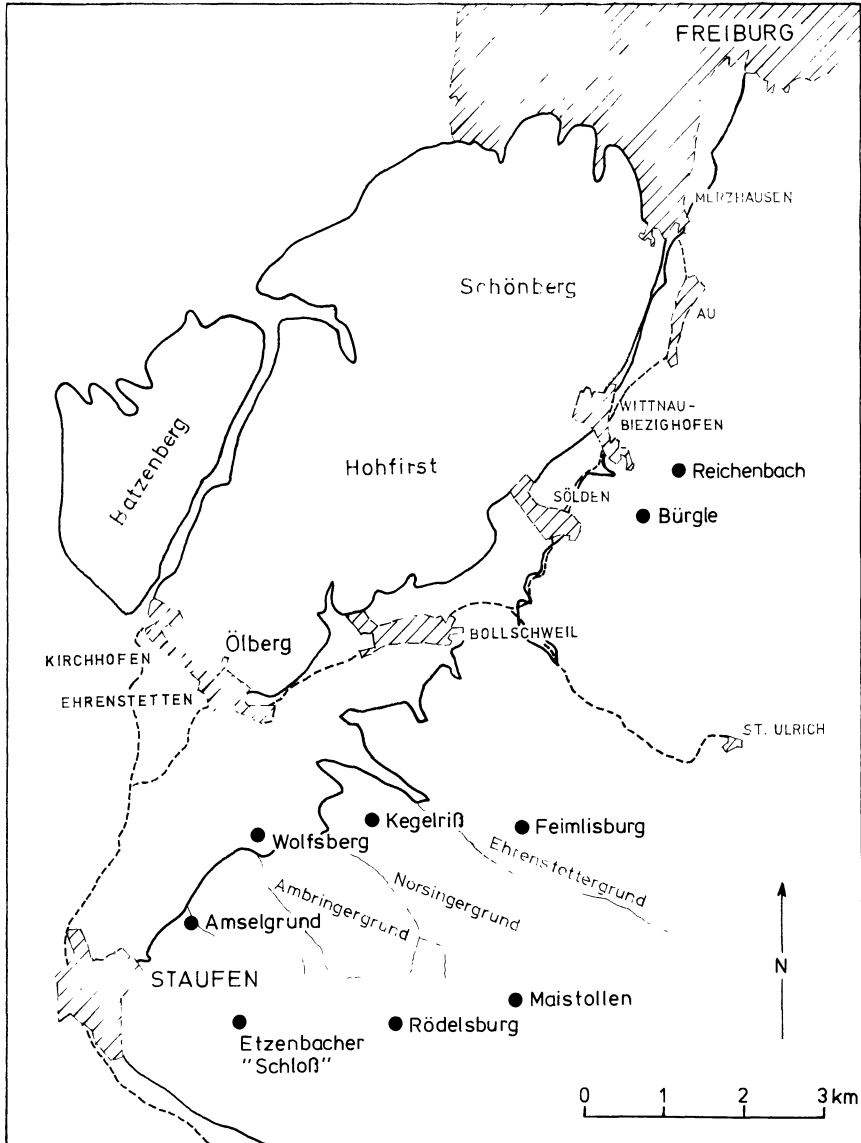 FREIBURG
MERZHAUSEN
Schönberg
AU
WITTNAU-
BIEZIGHOFEN
Batzenberg
Hohfirst
Reichenbach
SÖLDEN
Bürgle
BOLLSCHWEIL
Ölberg
KIRCHHOFEN
EHRENSTETTEN
ST. ULRICH
Kegelriß
Feimlisburg
Wolfsberg
Ehrenstettergrund
Norsingergrund
Ambringergrund
Amselgrund
N
STAUFEN
Maistollen
Rödelsburg
Etzenbacher
"Schloß"
0 1 2 3 km